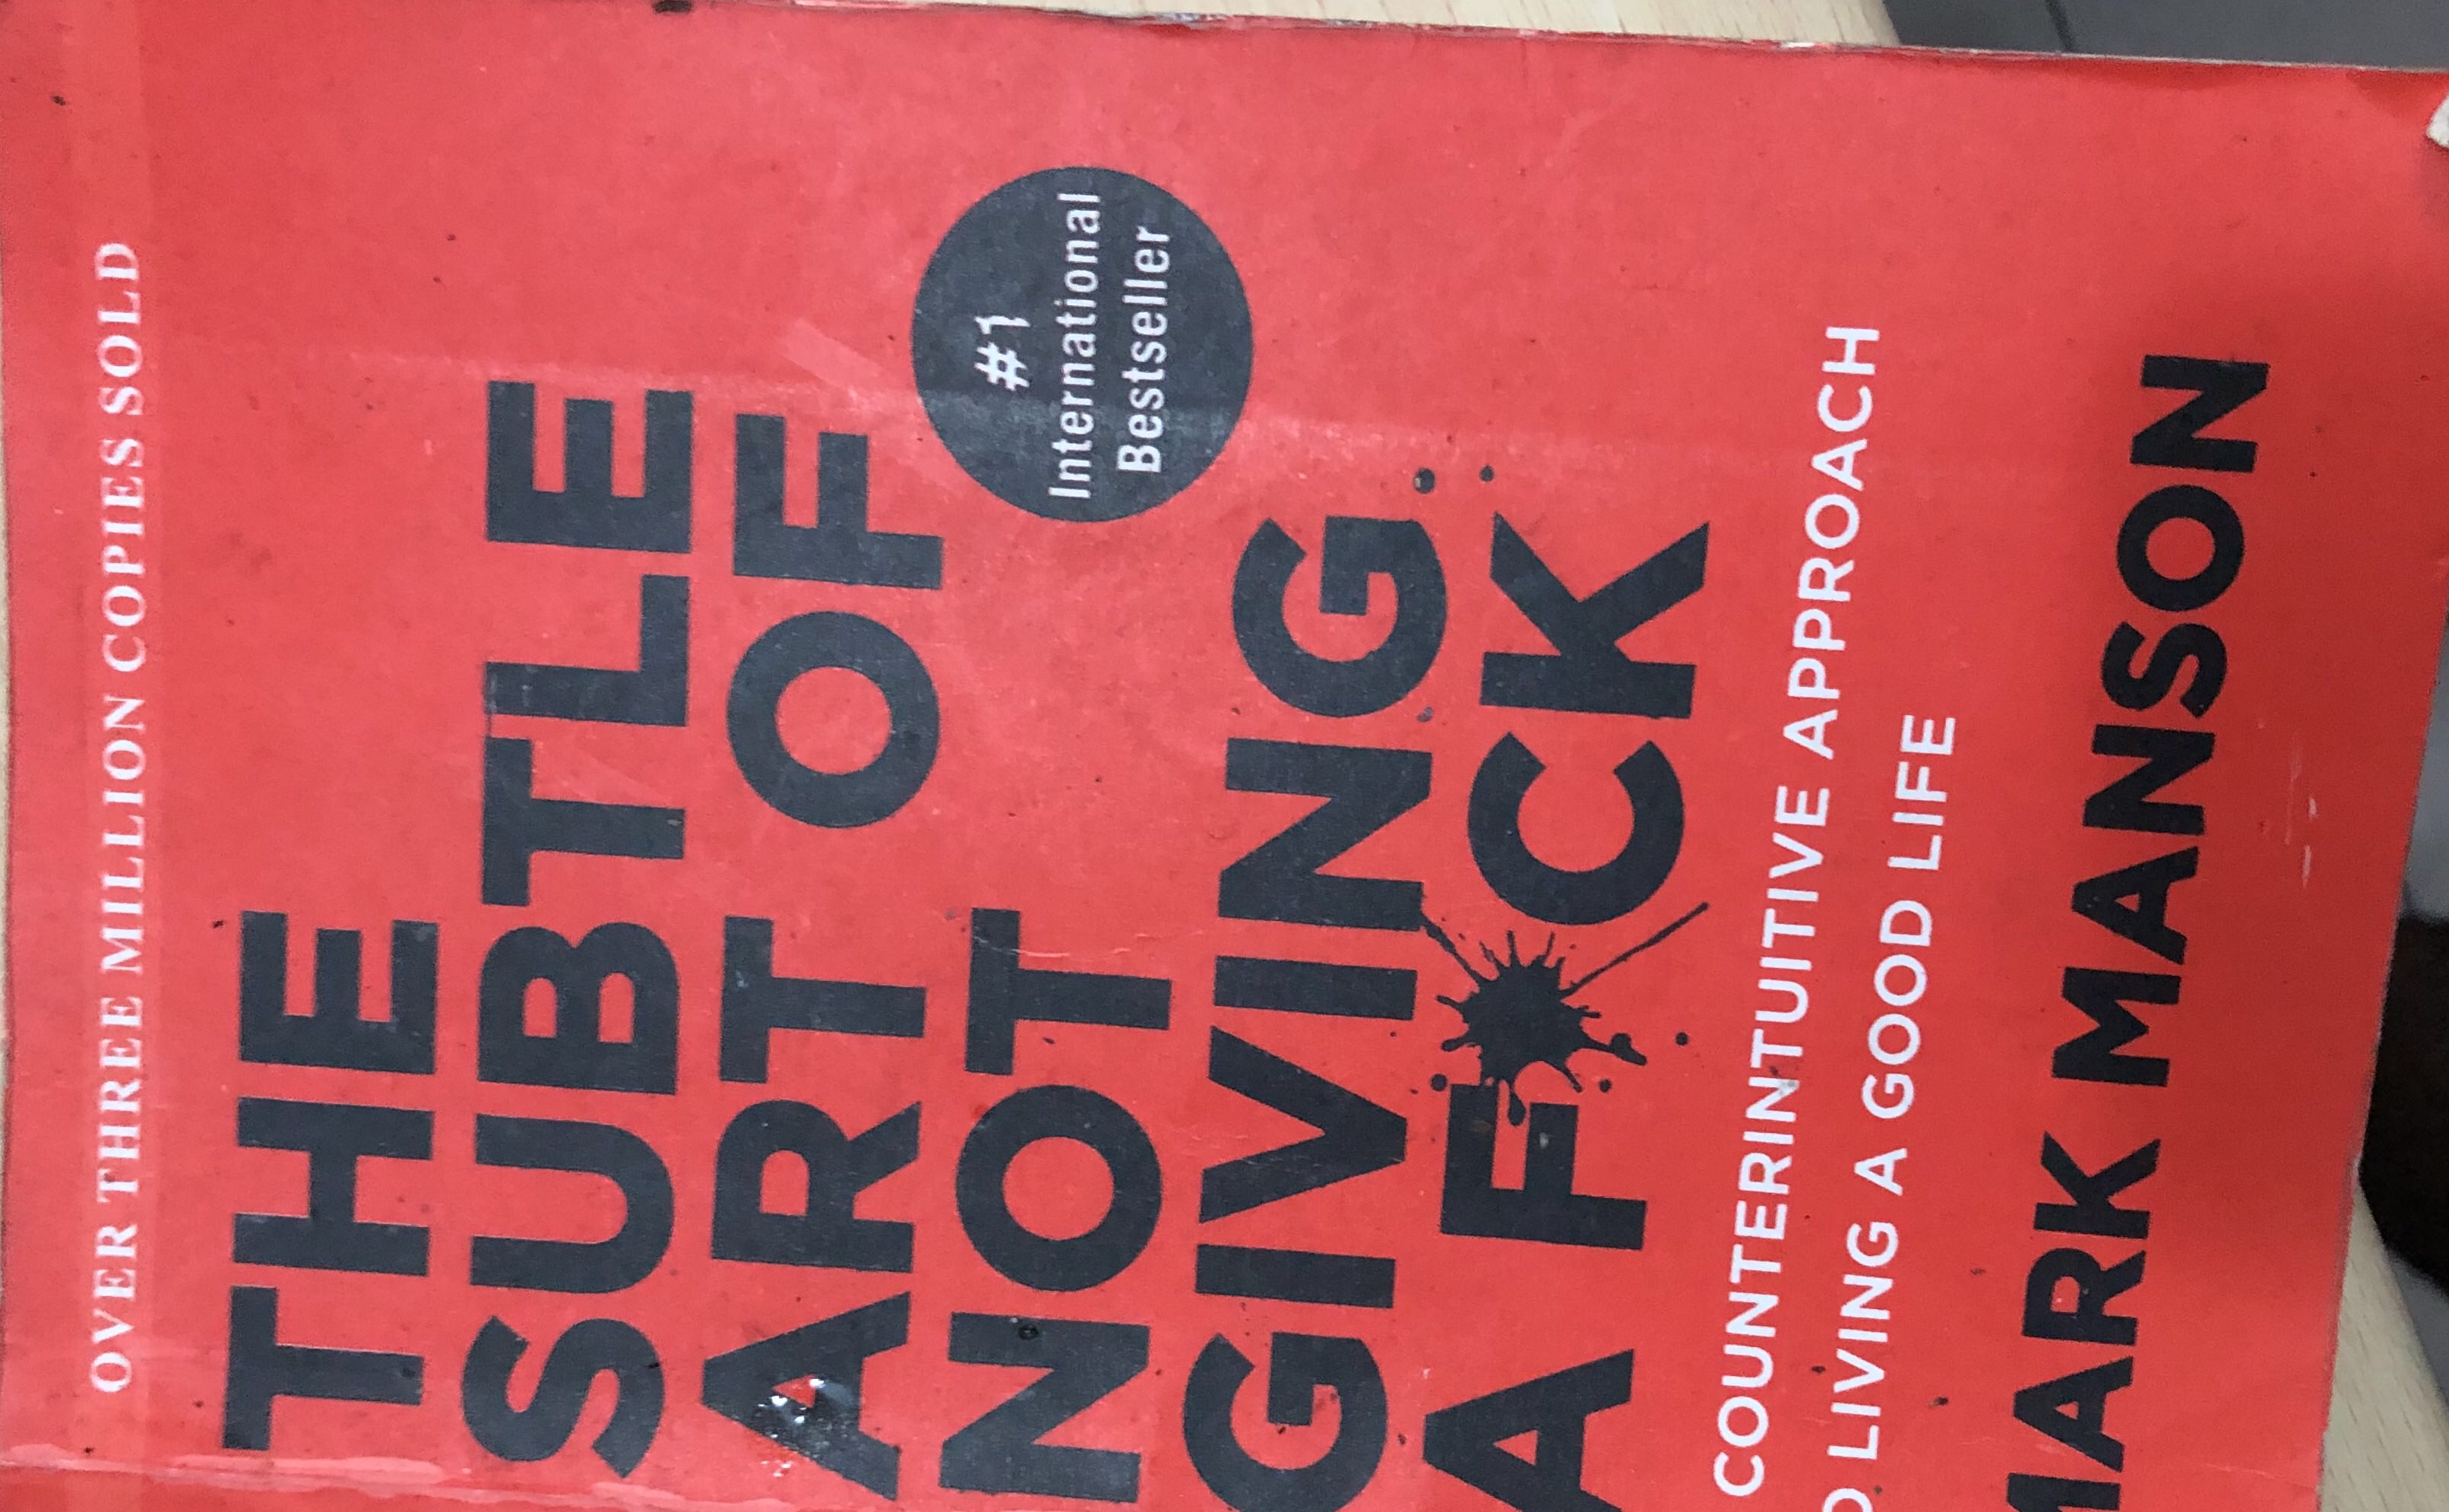 OVER THREE MILLION COPIES SOLD
THE
SUBTLE
ART OF
#1
International
Bestseller
NOT
GIVING
A F CK
COUNTERINTUITIVE APPROACH
LIVING A GOOD LIFE
MARK MANSON